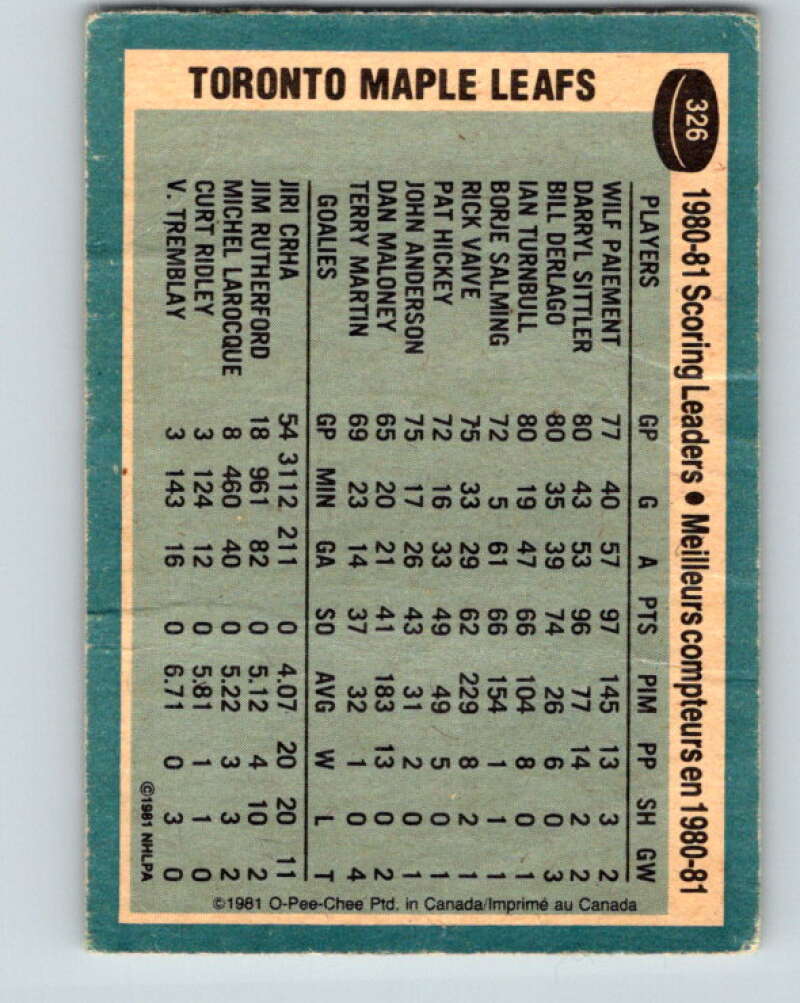 TORONTO MAPLE LEAFS
326
1980-81 Scoring Leaders • Meilleurs compteurs en 1980-81
PLAYERS GP G A PTS PIM PP SH GW
WILF PAIEMENT 77 40 57 97 145 13 3 2
DARRYL SITTLER 80 43 53 96 77 14 2 2
BILL DERLAGO 80 35 39 74 26 6 0 3
IAN TURNBULL 80 19 47 66 104 8 0 1
BORJE SALMING 72 5 61 66 154 1 1 1
RICK VAIVE 75 33 29 62 229 8 2 1
PAT HICKEY 72 16 33 49 49 5 0 1
JOHN ANDERSON 75 17 26 43 31 2 0 1
DAN MALONEY 65 20 21 41 183 13 0 2
TERRY MARTIN 69 23 14 37 32 1 0 4
GOALIES GP MIN GA SO AVG W L T
JIRI CRHA 54 3112 211 0 4.07 20 20 11
JIM RUTHERFORD 18 961 82 0 5.12 4 10 2
MICHEL LAROCQUE 8 460 40 0 5.22 3 3 2
CURT RIDLEY 3 124 12 0 5.81 1 1 0
V. TREMBLAY 3 143 16 0 6.71 0 3 0
©1981 NHLPA
©1981 O-Pee-Chee Ptd. in Canada/Imprimé au Canada